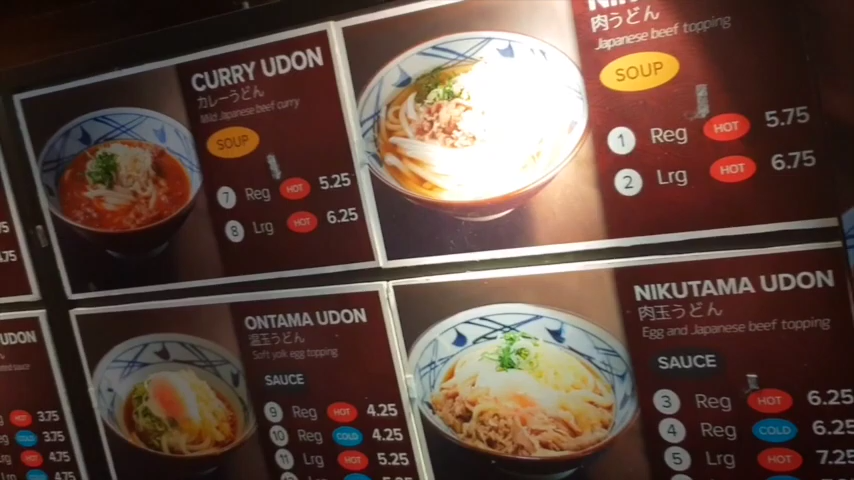 CURRY UDON
カレーうどん
Mild Japanese beef curry
SOUP
7 Reg HOT 5.25
8 Lrg HOT 6.25
肉うどん
Japanese beef topping
SOUP
1 Reg HOT 5.75
2 Lrg HOT 6.75
UDON
HOT 3.75
COLD 3.75
HOT 4.75
COLD 4.75
ONTAMA UDON
温玉うどん
Soft yolk egg topping
SAUCE
9 Reg HOT 4.25
10 Reg COLD 4.25
11 Lrg HOT 5.25
NIKUTAMA UDON
肉玉うどん
Egg and Japanese beef topping
SAUCE
3 Reg HOT 6.25
4 Reg COLD 6.25
5 Lrg HOT 7.25